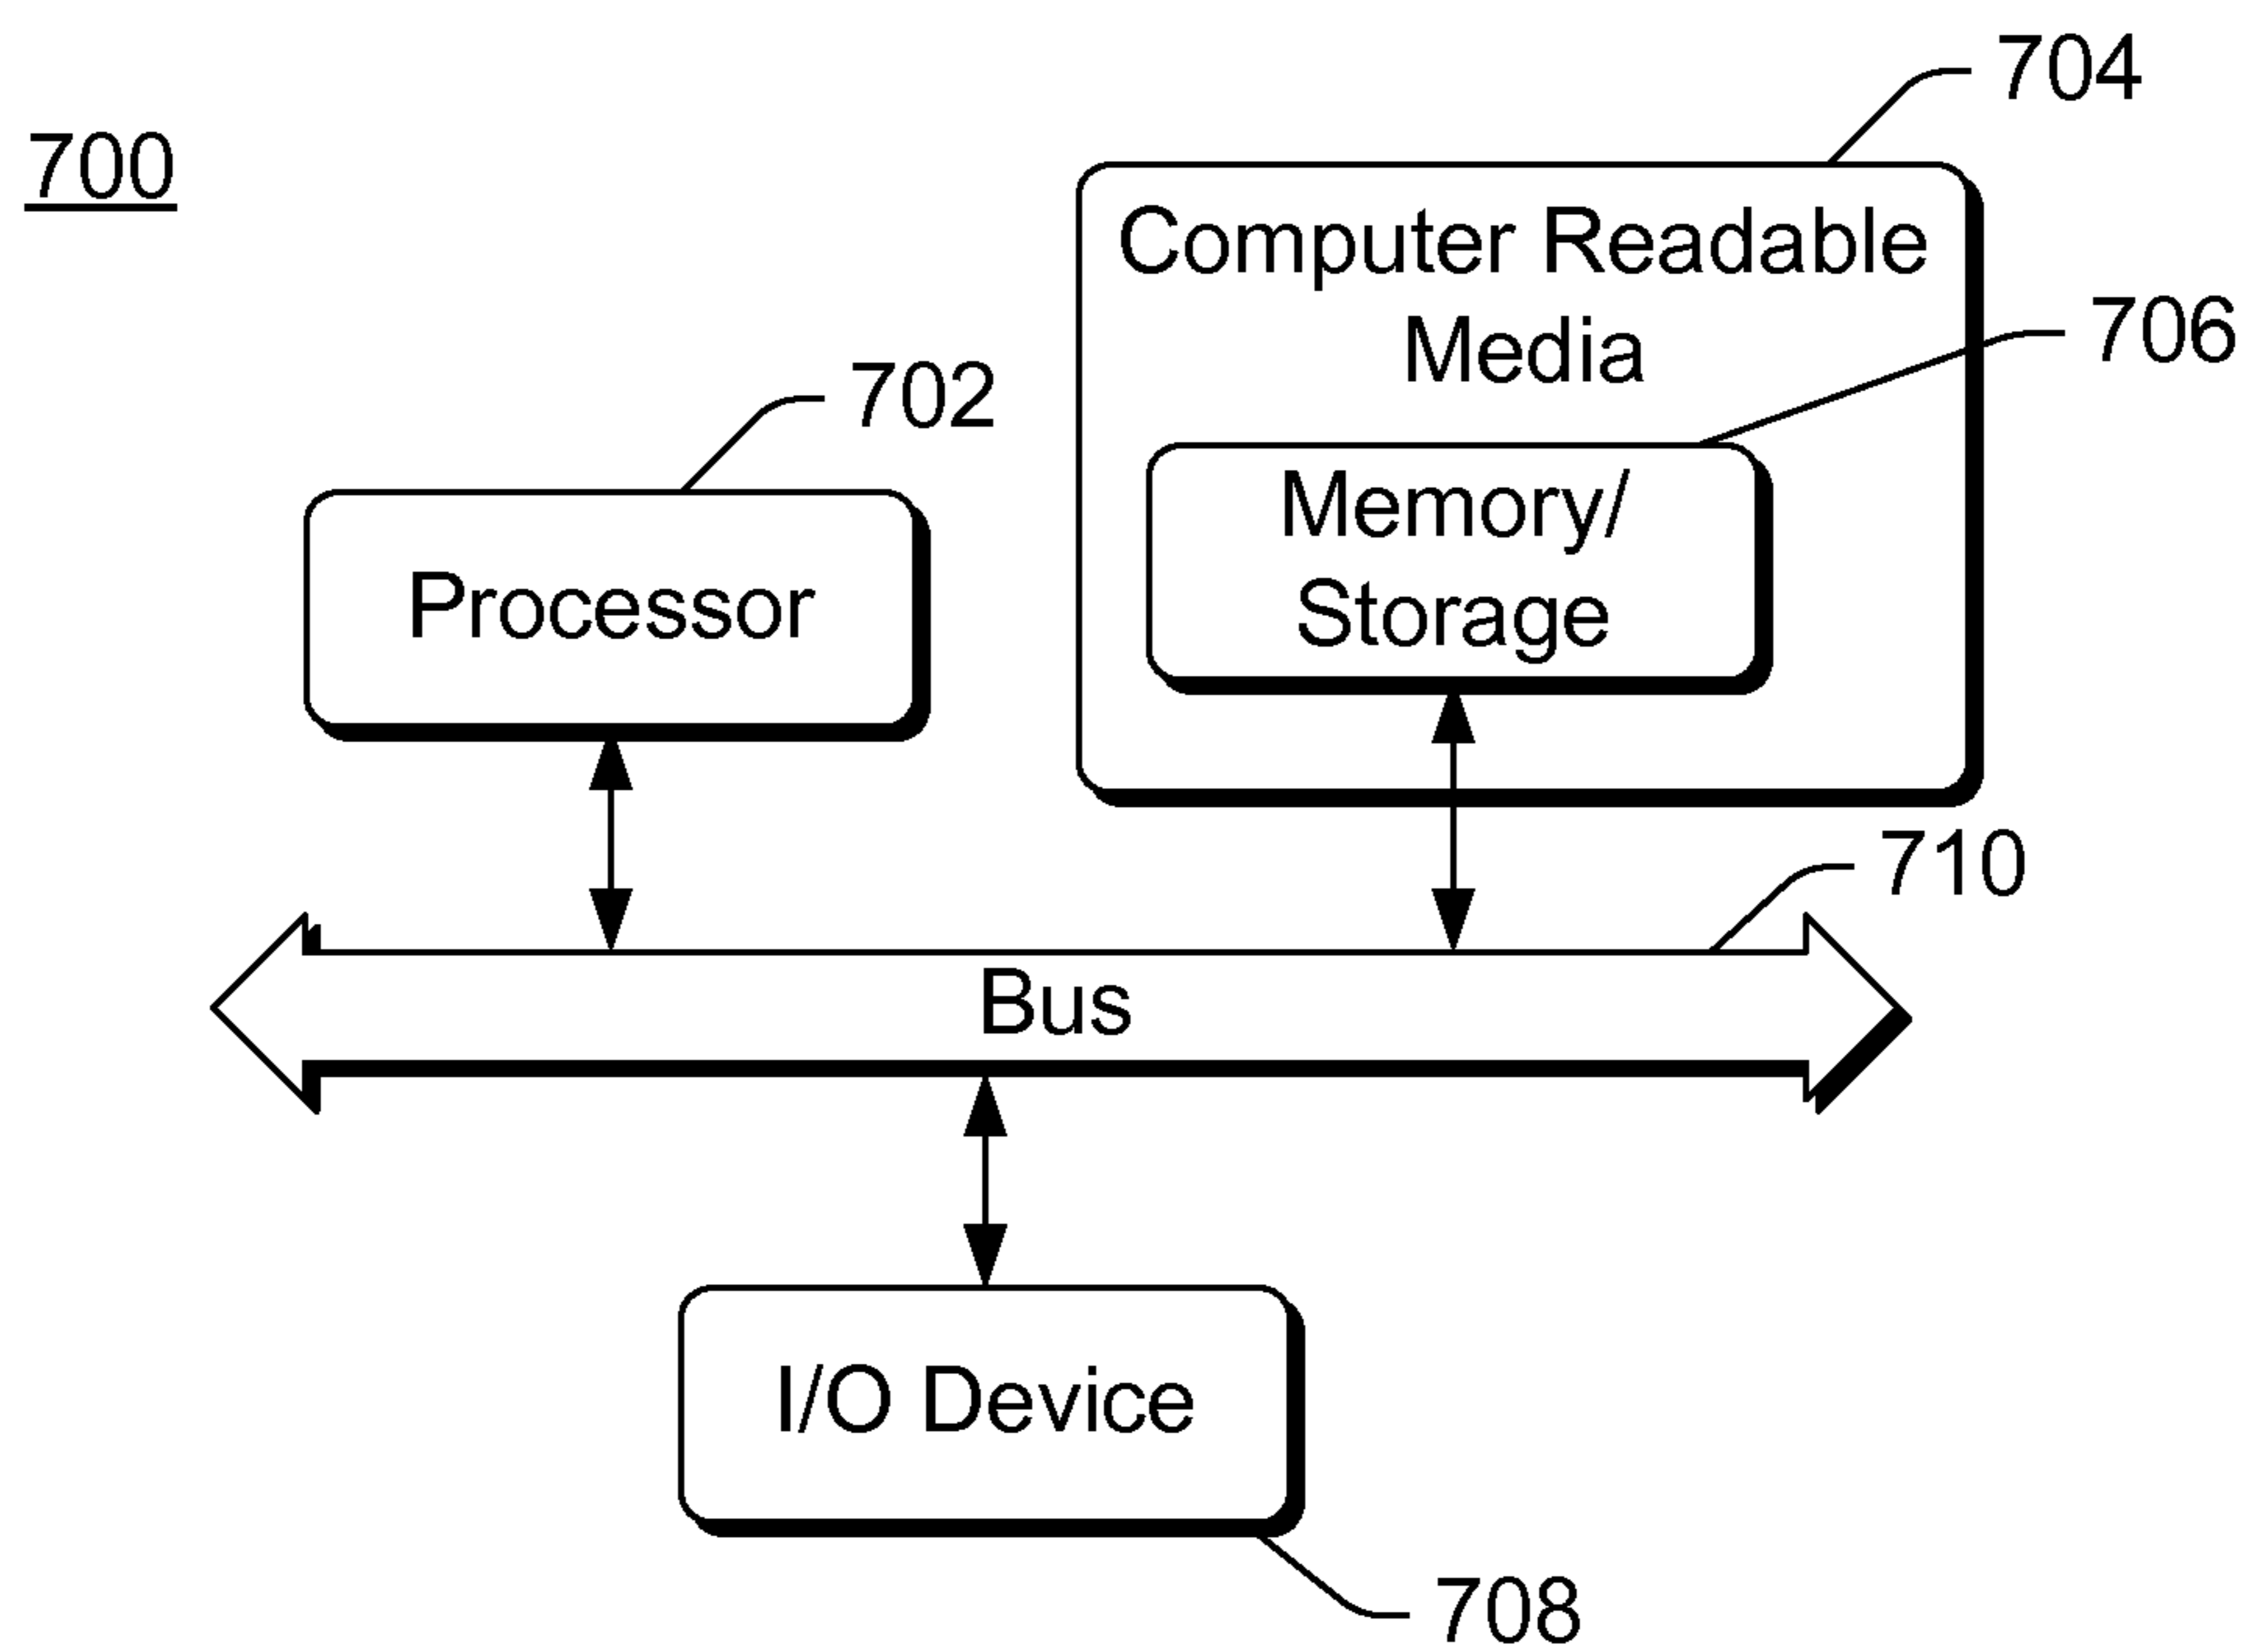 704
700
Computer Readable
Media
706
702
Memory/
Storage
Processor
710
Bus
I/O Device
708